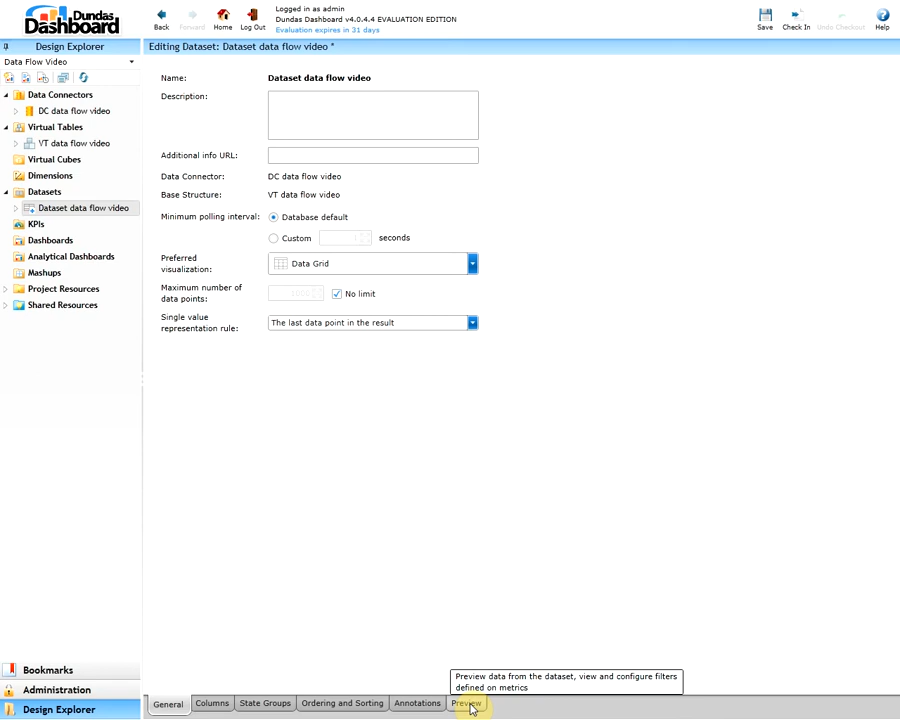 Dundas
Dashboard
Back
Forward
Home
Log Out
Logged in as admin
Dundas Dashboard v4.0.4.4 EVALUATION EDITION
Evaluation expires in 31 days
Save
Check In
Undo Checkout
Help
Design Explorer
Editing Dataset: Dataset data flow video *
Data Flow Video
Data Connectors
DC data flow video
Virtual Tables
VT data flow video
Virtual Cubes
Dimensions
Datasets
Dataset data flow video
KPIs
Dashboards
Analytical Dashboards
Mashups
Project Resources
Shared Resources
Name:
Dataset data flow video
Description:
Additional info URL:
Data Connector:
DC data flow video
Base Structure:
VT data flow video
Minimum polling interval:
Database default
Custom
seconds
Preferred
visualization:
Data Grid
Maximum number of
data points:
No limit
Single value
representation rule:
The last data point in the result
Bookmarks
Administration
Design Explorer
Preview data from the dataset, view and configure filters
defined on metrics
General
Columns
State Groups
Ordering and Sorting
Annotations
Preview